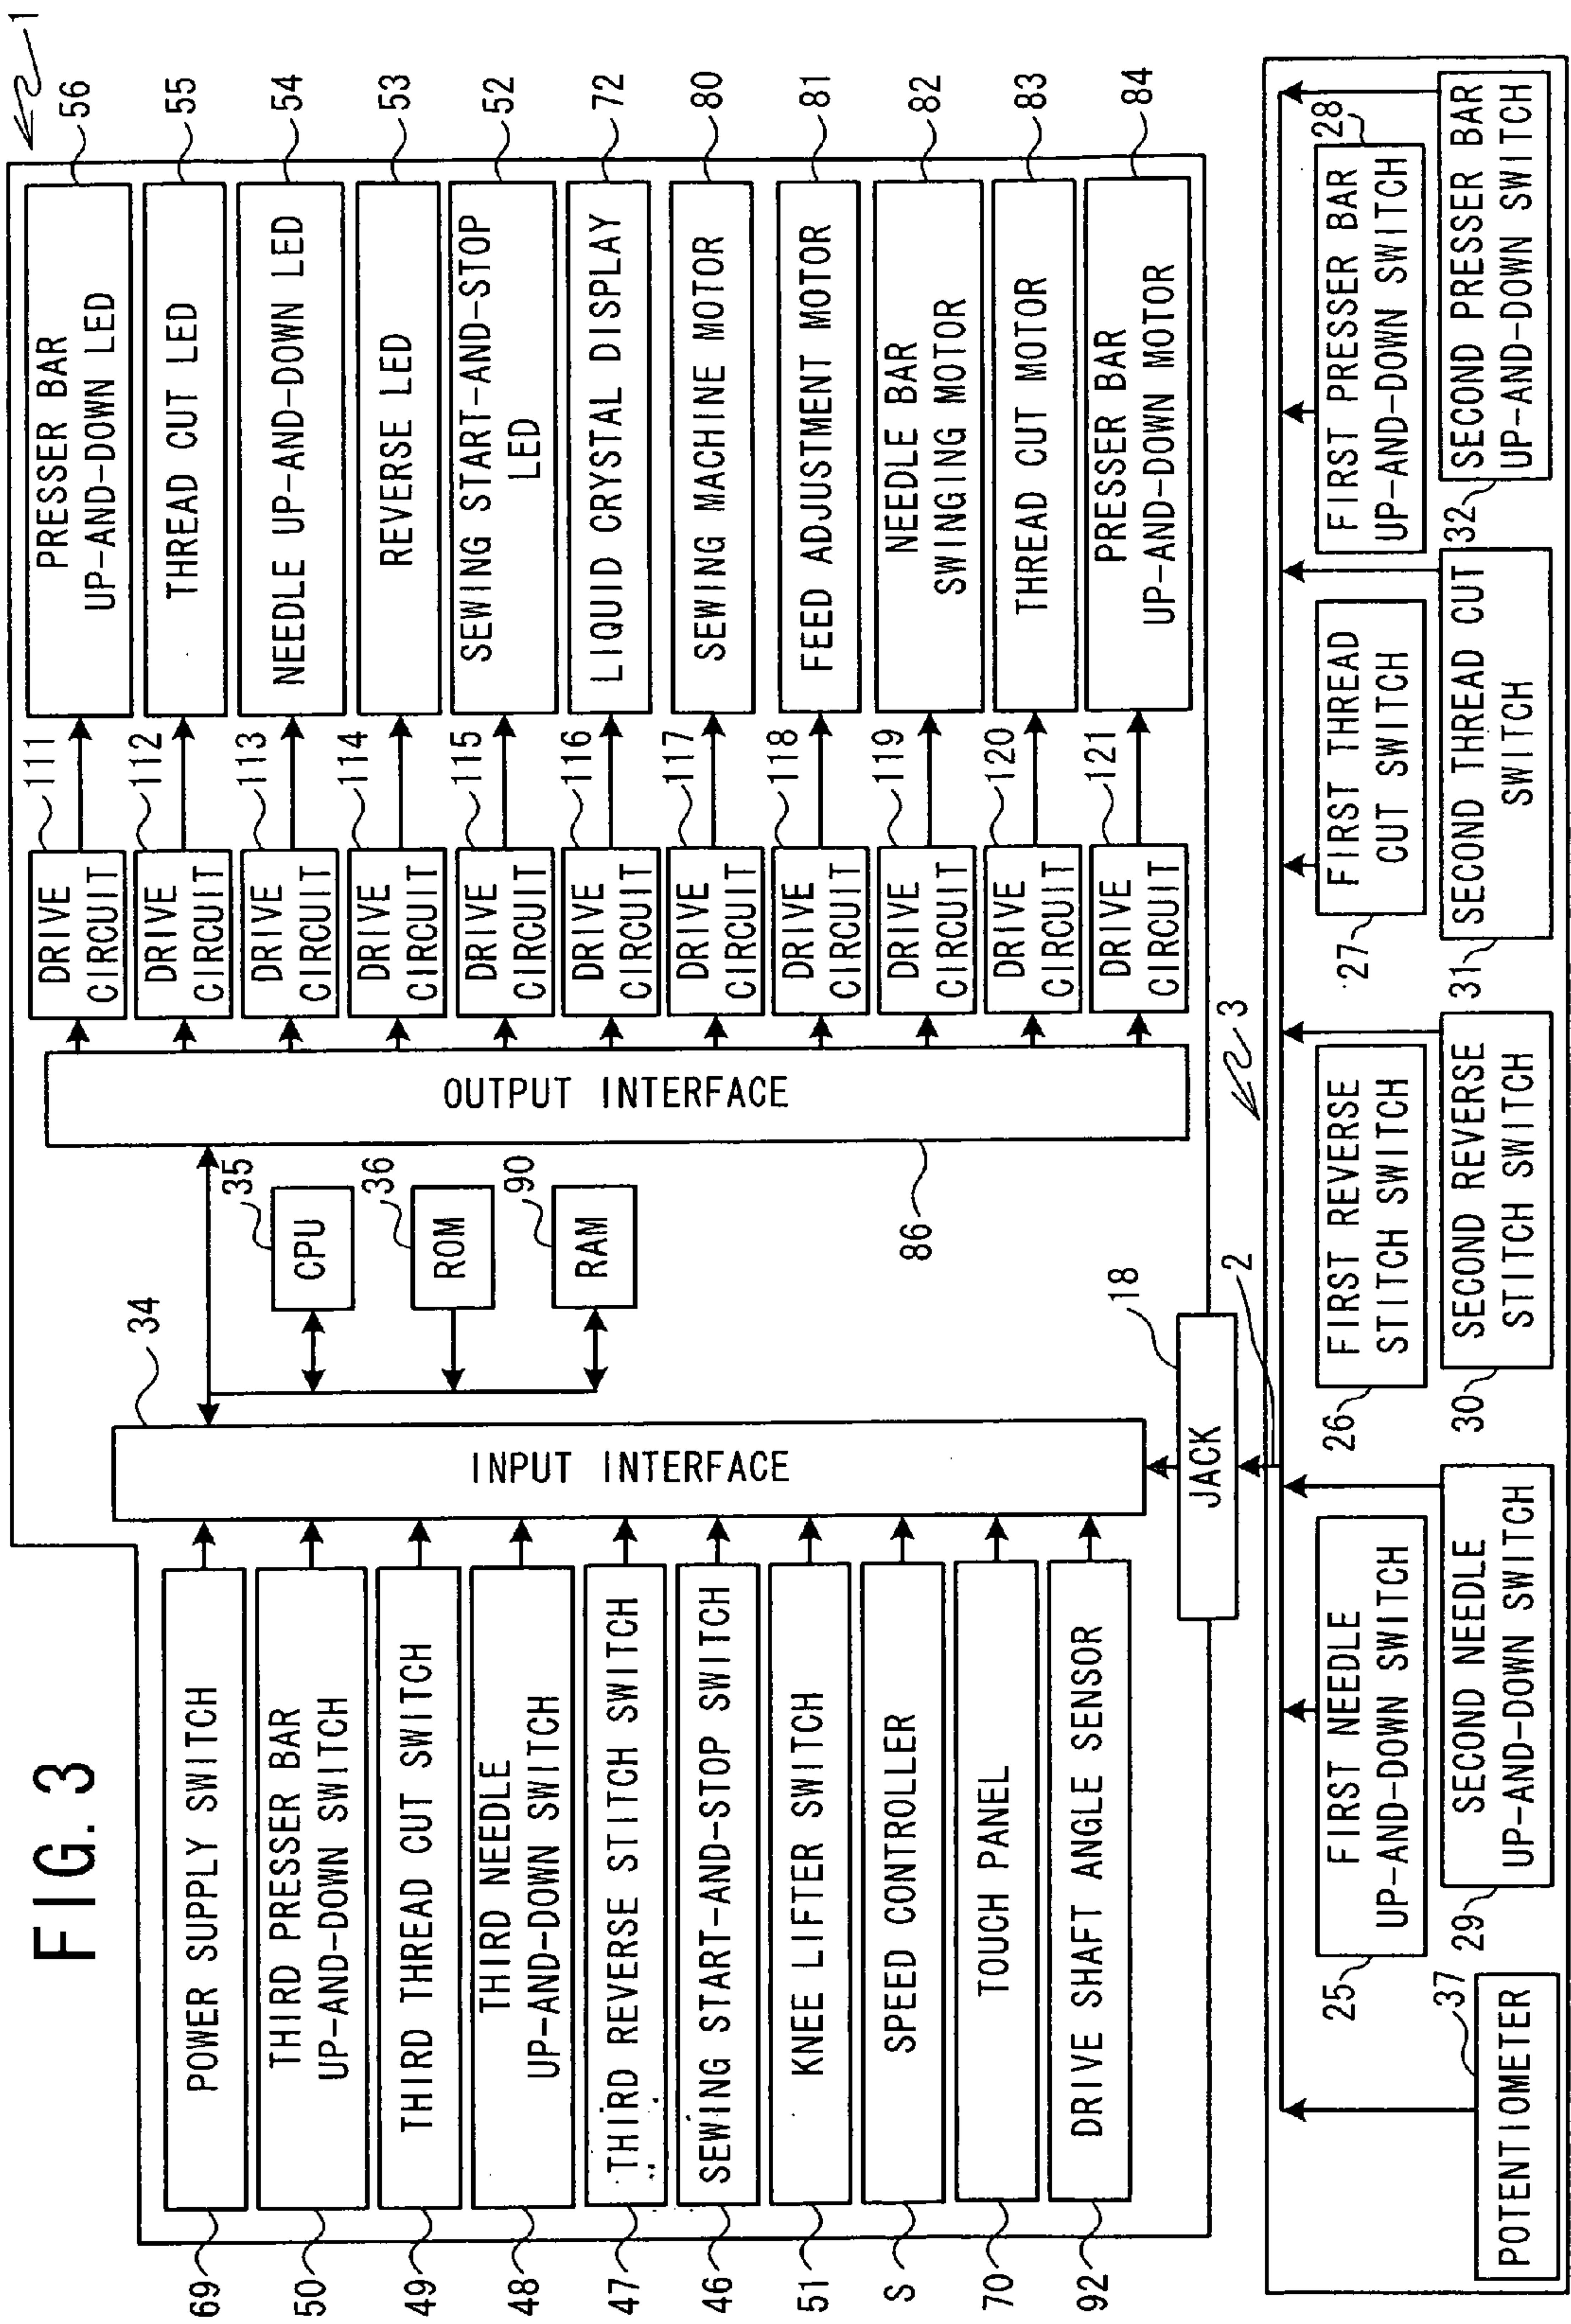 FIG. 3
1
69
POWER SUPPLY SWITCH
50
THIRD PRESSER BAR
UP-AND-DOWN SWITCH
49
THIRD THREAD CUT SWITCH
48
THIRD NEEDLE
UP-AND-DOWN SWITCH
47
THIRD REVERSE STITCH SWITCH
46
SEWING START-AND-STOP SWITCH
51
KNEE LIFTER SWITCH
S
SPEED CONTROLLER
70
TOUCH PANEL
92
DRIVE SHAFT ANGLE SENSOR
34
INPUT INTERFACE
35
CPU
36
ROM
90
RAM
OUTPUT INTERFACE
86
DRIVE
CIRCUIT
111
PRESSER BAR
UP-AND-DOWN LED
56
DRIVE
CIRCUIT
112
THREAD CUT LED
55
DRIVE
CIRCUIT
113
NEEDLE UP-AND-DOWN LED
54
DRIVE
CIRCUIT
114
REVERSE LED
53
DRIVE
CIRCUIT
115
SEWING START-AND-STOP
LED
52
DRIVE
CIRCUIT
116
LIQUID CRYSTAL DISPLAY
72
DRIVE
CIRCUIT
117
SEWING MACHINE MOTOR
80
DRIVE
CIRCUIT
118
FEED ADJUSTMENT MOTOR
81
DRIVE
CIRCUIT
119
NEEDLE BAR
SWINGING MOTOR
82
DRIVE
CIRCUIT
120
THREAD CUT MOTOR
83
DRIVE
CIRCUIT
121
PRESSER BAR
UP-AND-DOWN MOTOR
84
JACK
18
2
3
37
POTENTIOMETER
25
FIRST NEEDLE
UP-AND-DOWN SWITCH
29
SECOND NEEDLE
UP-AND-DOWN SWITCH
26
FIRST REVERSE
STITCH SWITCH
30
SECOND REVERSE
STITCH SWITCH
27
FIRST THREAD
CUT SWITCH
31
SECOND THREAD CUT
SWITCH
28
FIRST PRESSER BAR
UP-AND-DOWN SWITCH
32
SECOND PRESSER BAR
UP-AND-DOWN SWITCH